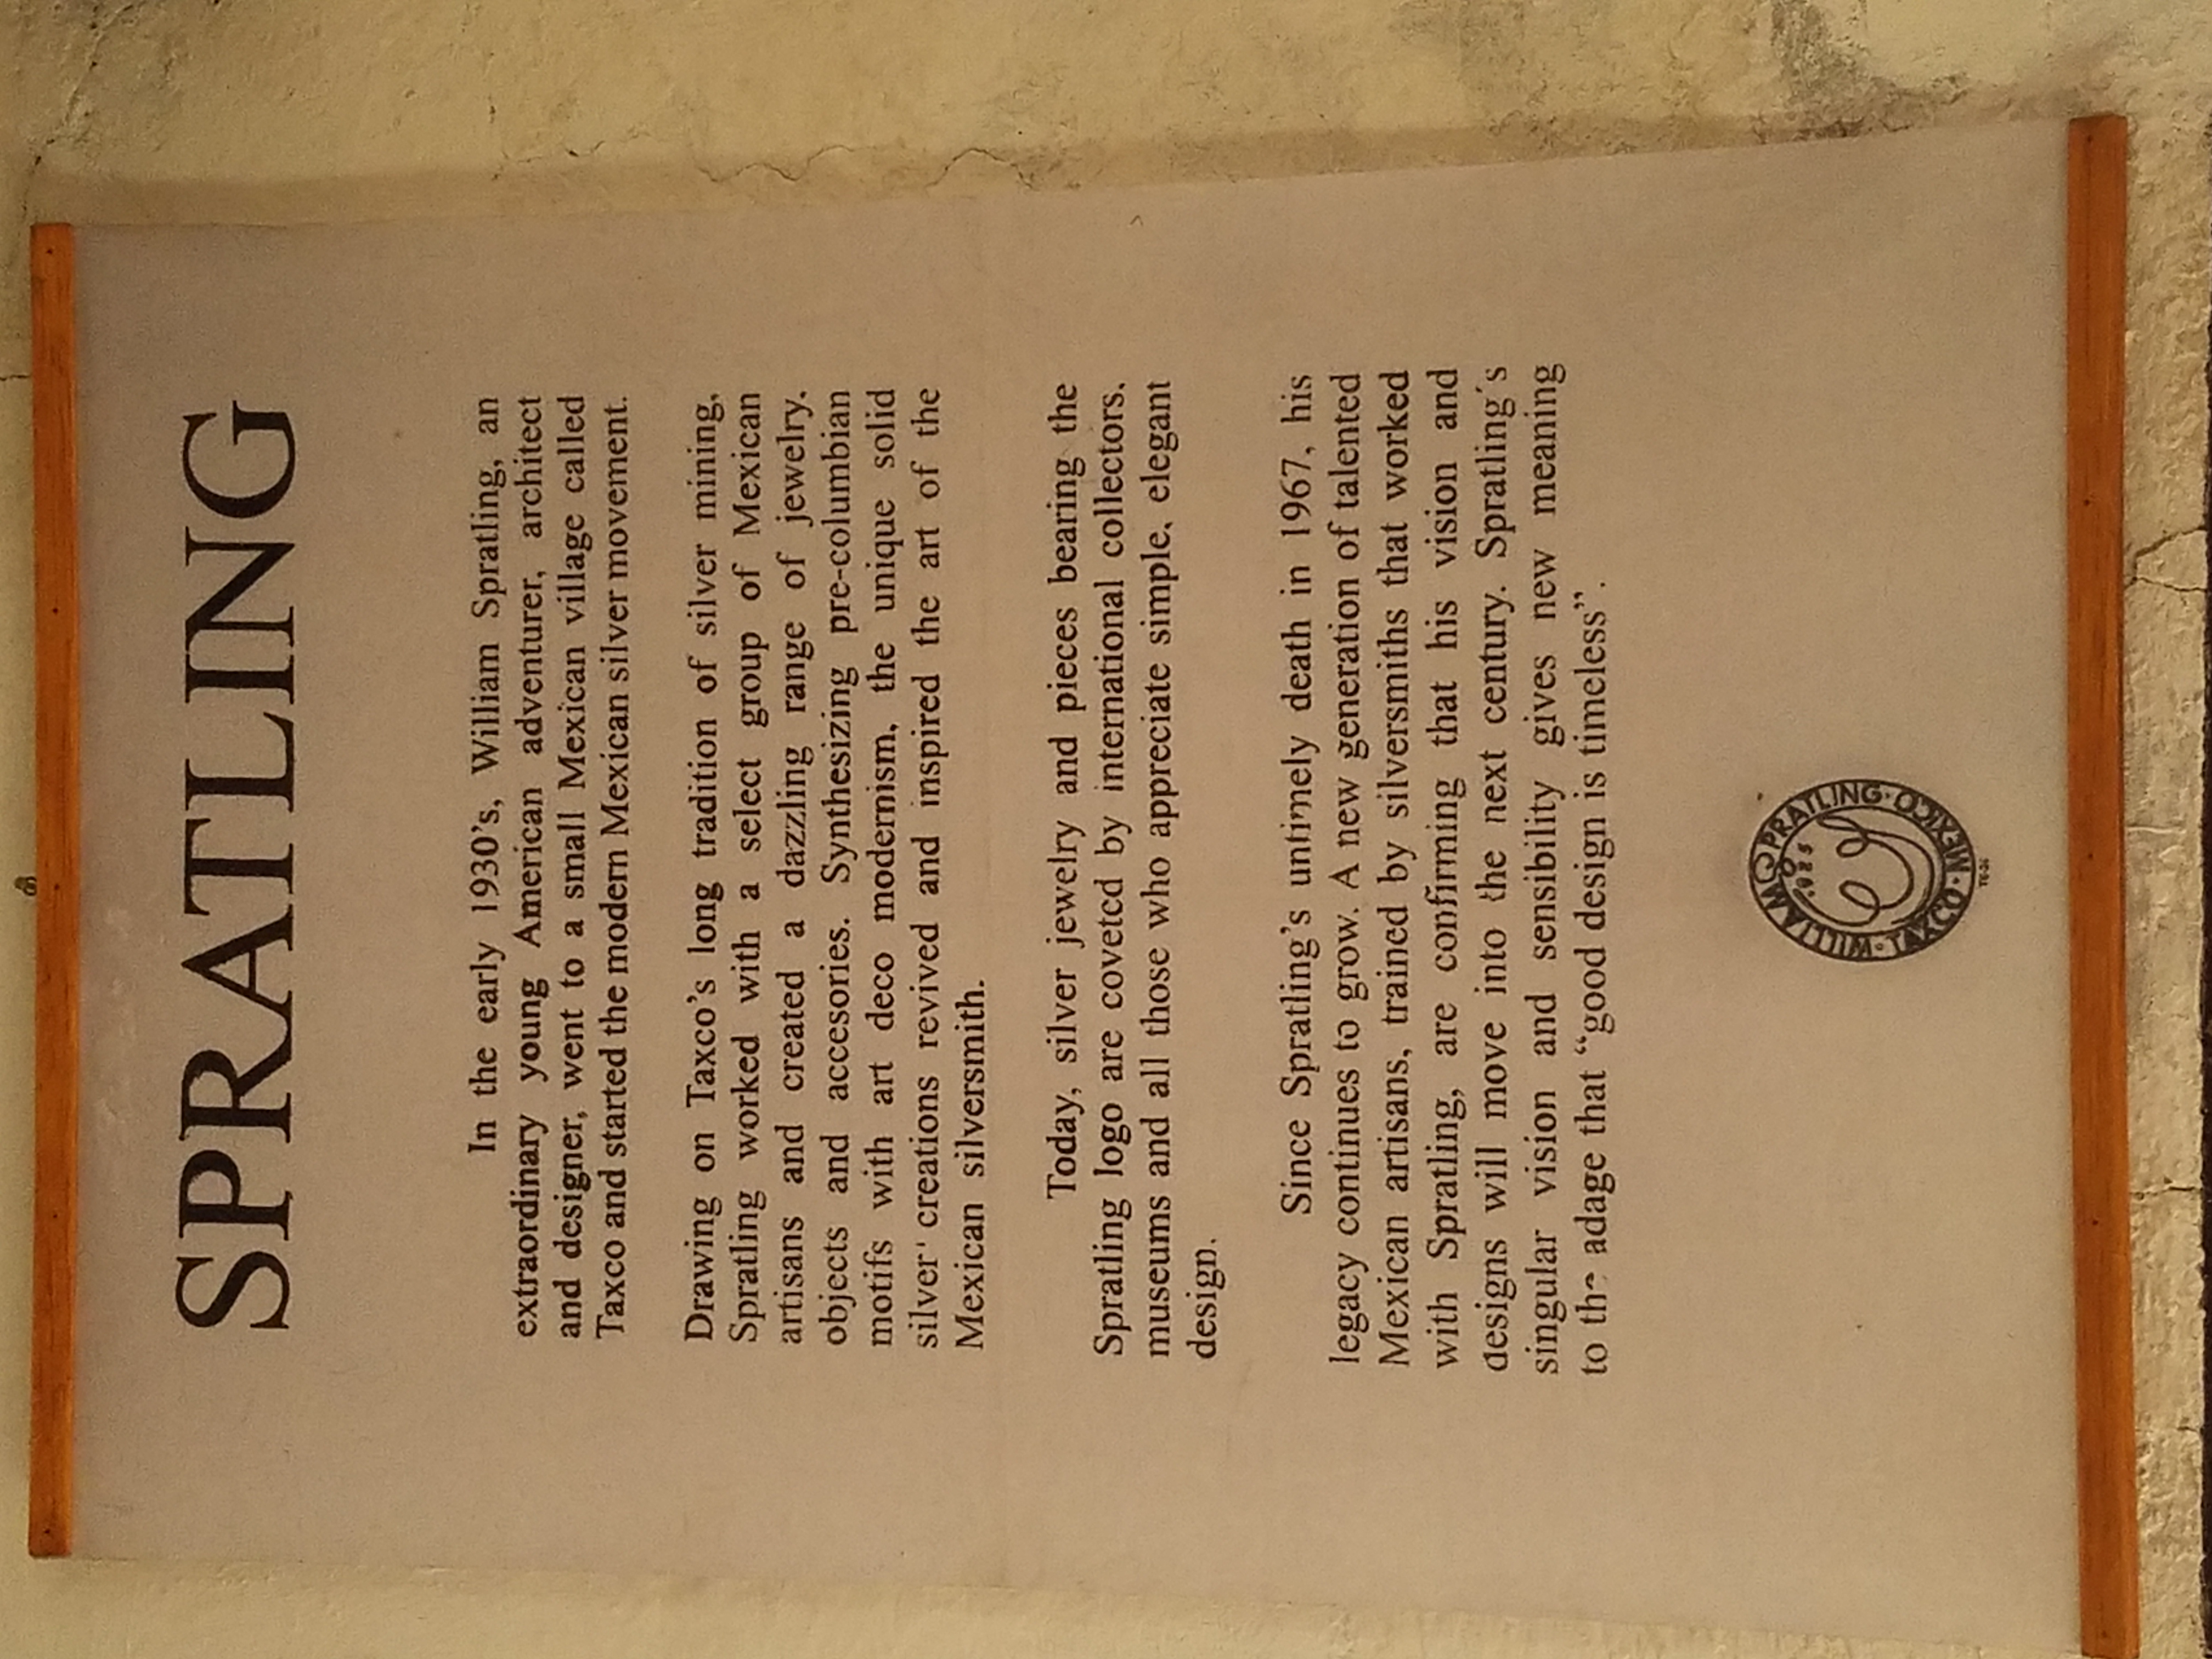 SPRATLING
In the early 1930's, William Spratling, an
extraordinary young American adventurer, architect
and designer, went to a small Mexican village called
Taxco and started the modern Mexican silver movement.
Drawing on Taxco's long tradition of silver mining,
Spratling worked with a select group of Mexican
artisans and created a dazzling range of jewelry.
objects and accesories. Synthesizing pre-columbian
motifs with art deco modernism, the unique solid
silver creations revived and inspired the art of the
Mexican silversmith.
Today, silver jewelry and pieces bearing the
Spratling logo are coveted by international collectors,
museums and all those who appreciate simple, elegant
design.
Since Spratling's untimely death in 1967, his
legacy continues to grow. A new generation of talented
Mexican artisans, trained by silversmiths that worked
with Spratling, are confirming that his vision and
designs will move into the next century. Spratling´s
singular vision and sensibility gives new meaning
to the adage that “good design is timeless”.
WILLIAM SPRATLING · TAXCO · MEXICO
.925